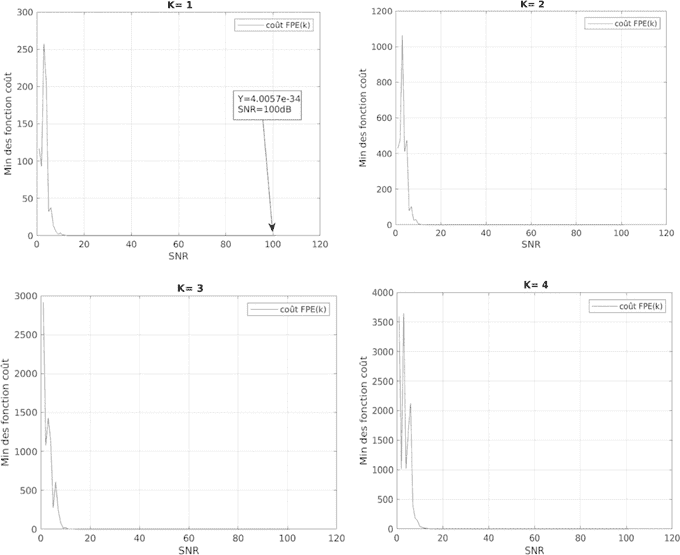 K= 1
300
250
200
150
100
50
0
0 20 40 60 80 100 120
Min des fonction coût
SNR
coût FPE(k)
Y=4.0057e-34
SNR=100dB
K= 2
1200
1000
800
600
400
200
0
0 20 40 60 80 100 120
Min des fonction coût
SNR
coût FPE(k)
K= 3
3000
2500
2000
1500
1000
500
0
0 20 40 60 80 100 120
Min des fonction coût
SNR
coût FPE(k)
K= 4
4000
3500
3000
2500
2000
1500
1000
500
0
0 20 40 60 80 100 120
Min des fonction coût
SNR
coût FPE(k)